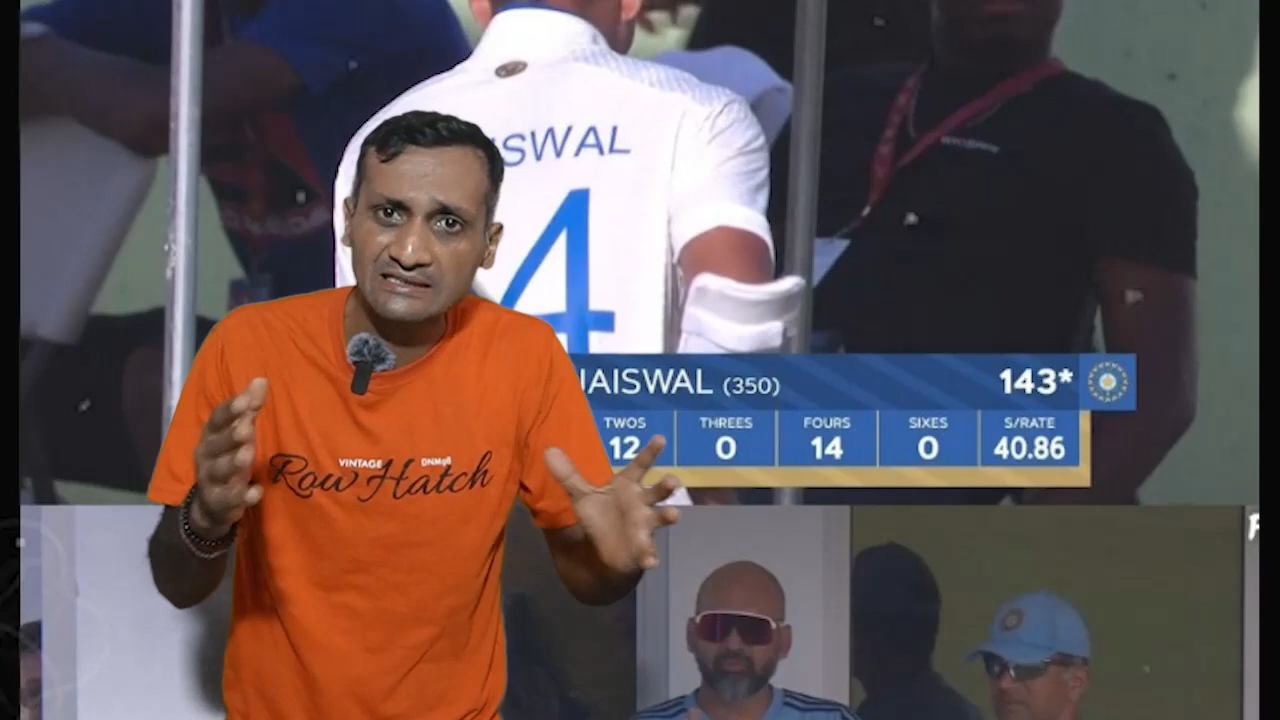 SWAL
4
JAISWAL (350) 143*
TWOS THREES FOURS SIXES S/RATE
12 0 14 0 40.86
VINTAGE DNM98
Row Hatch